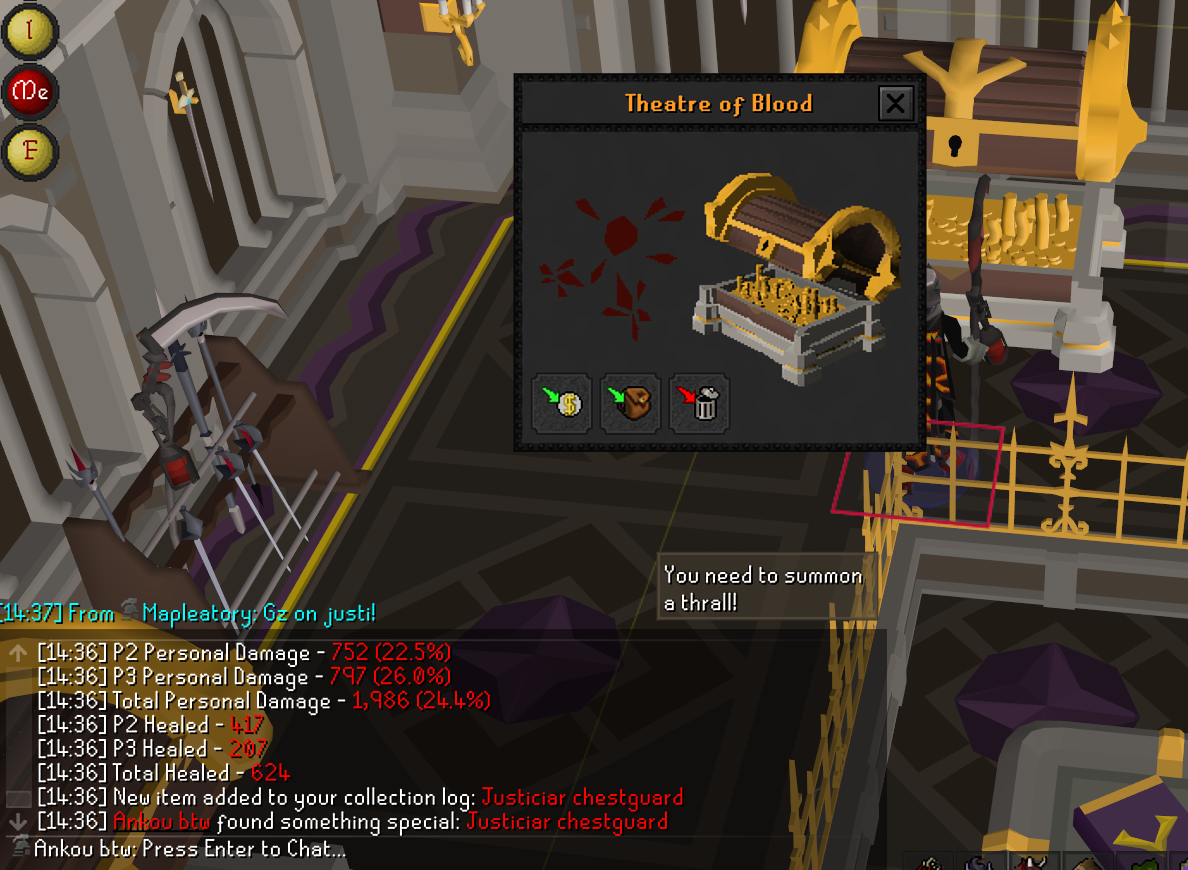 I
Me
F
Theatre of Blood
You need to summon
a thrall!
[14:37] From Mapleatory: Gz on justi!
[14:36] P2 Personal Damage - 752 (22.5%)
[14:36] P3 Personal Damage - 797 (26.0%)
[14:36] Total Personal Damage - 1,986 (24.4%)
[14:36] P2 Healed - 417
[14:36] P3 Healed - 207
[14:36] Total Healed - 624
[14:36] New item added to your collection log: Justiciar chestguard
[14:36] Ankou btw found something special: Justiciar chestguard
Ankou btw: Press Enter to Chat...